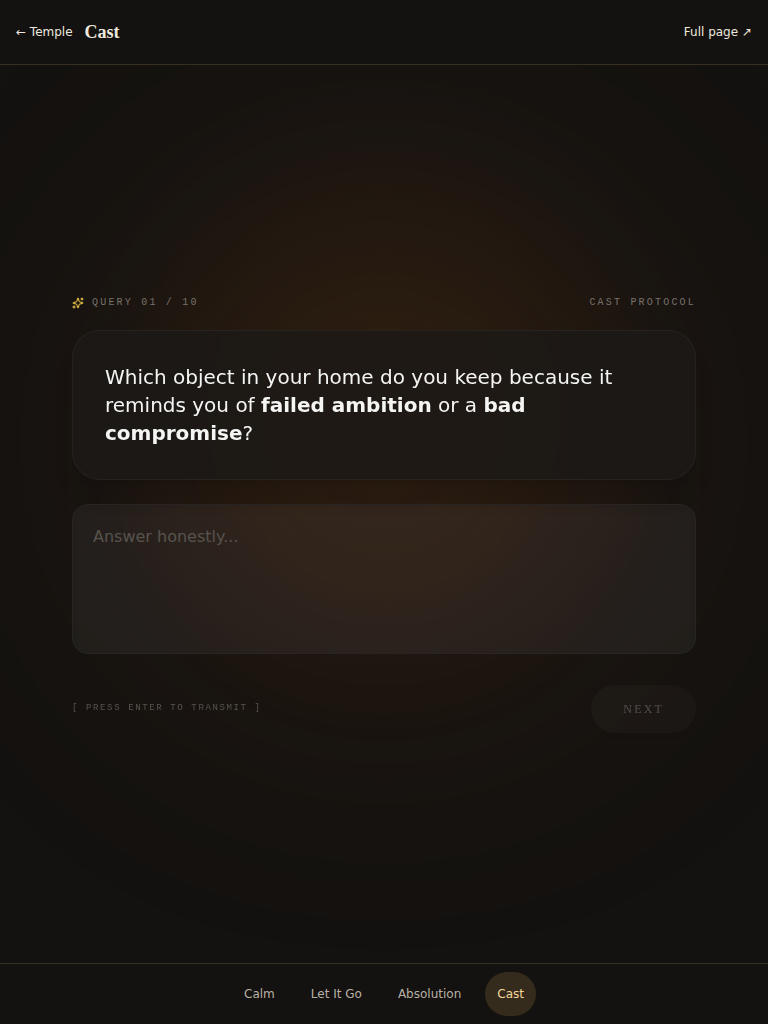 ← Temple Cast Full page ↗
QUERY 01 / 10 CAST PROTOCOL
Which object in your home do you keep because it
reminds you of failed ambition or a bad
compromise?
Answer honestly...
[ PRESS ENTER TO TRANSMIT ] NEXT
Calm Let It Go Absolution Cast